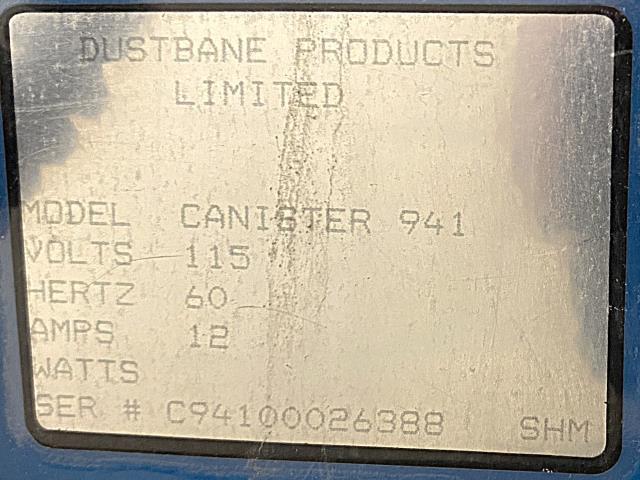 DUSTBANE PRODUCTS
LIMITED
MODEL CANISTER 941
VOLTS 115
HERTZ 60
AMPS 12
WATTS
SER # C94100026388 SHM